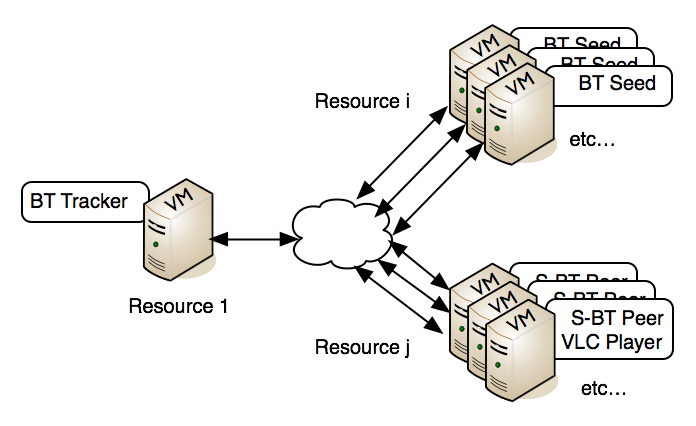 VM
BT Seed
VM
BT Seed
VM
BT Seed
Resource i
etc...
BT Tracker
VM
Resource 1
VM
S-BT Peer
VM
S-BT Peer
VM
S-BT Peer
VLC Player
Resource j
etc...